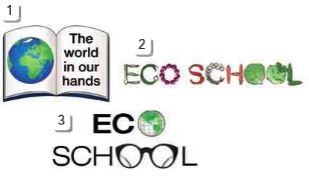 1
The
world
in our
hands
2
ECO SCHOOL
3
ECO
SCHOOL